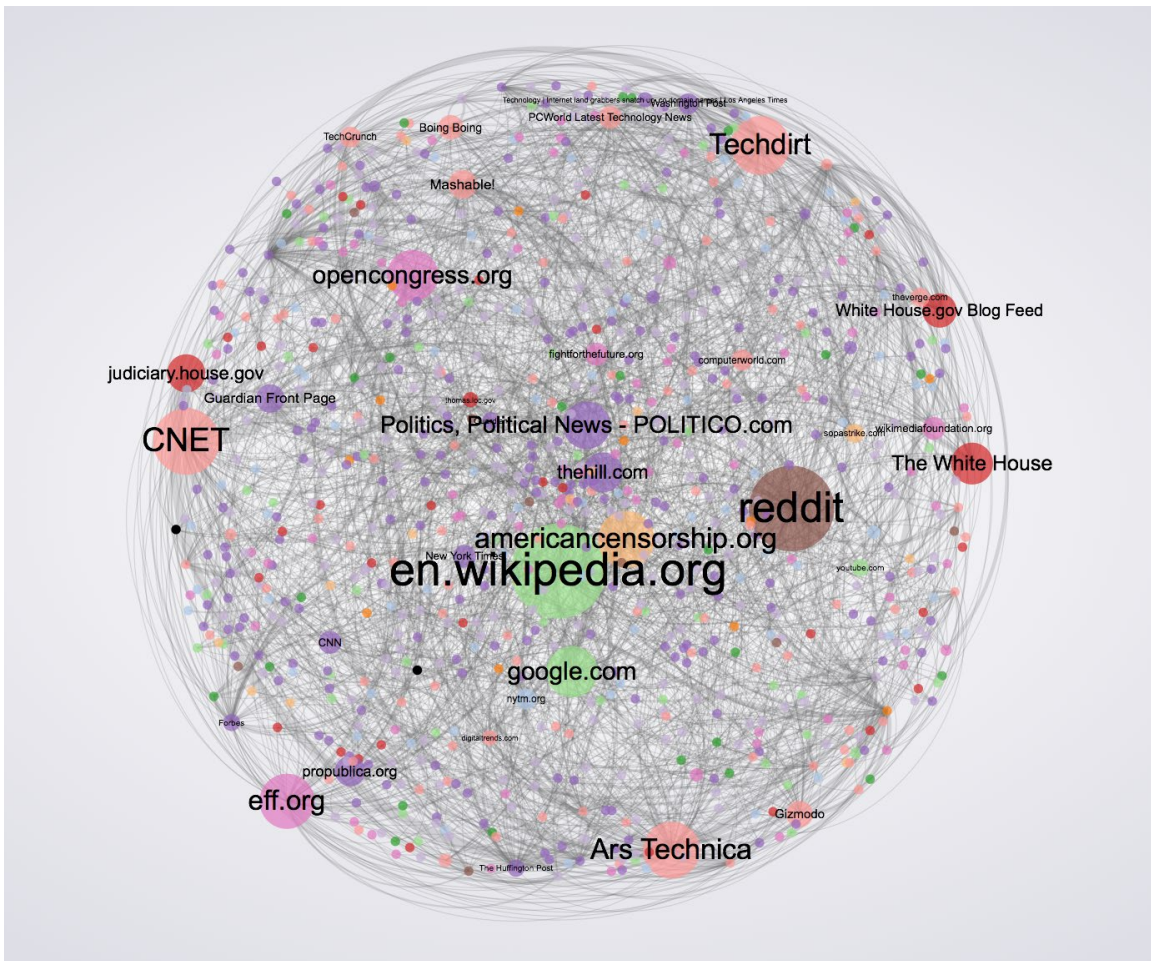 Technology | Internet land grabbers snatch up
Los Angeles Times
Washington Post
PCWorld Latest Technology News
Boing Boing
TechCrunch
Techdirt
Mashable!
opencongress.org
theverge.com
White House.gov Blog Feed
fightforthefuture.org
computerworld.com
judiciary.house.gov
Guardian Front Page
thomas.loc.gov
Politics, Political News - POLITICO.com
sopastrike.com
wikimediafoundation.org
CNET
The White House
thehill.com
reddit
americancensorship.org
New York Times
en.wikipedia.org
youtube.com
CNN
google.com
nytm.org
Forbes
digitaltrends.com
propublica.org
eff.org
Gizmodo
Ars Technica
The Huffington Post